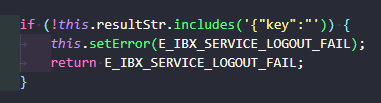 if (!this.resultStr.includes('{"key":"')) {
this.setError(E_IBX_SERVICE_LOGOUT_FAIL);
return E_IBX_SERVICE_LOGOUT_FAIL;
}